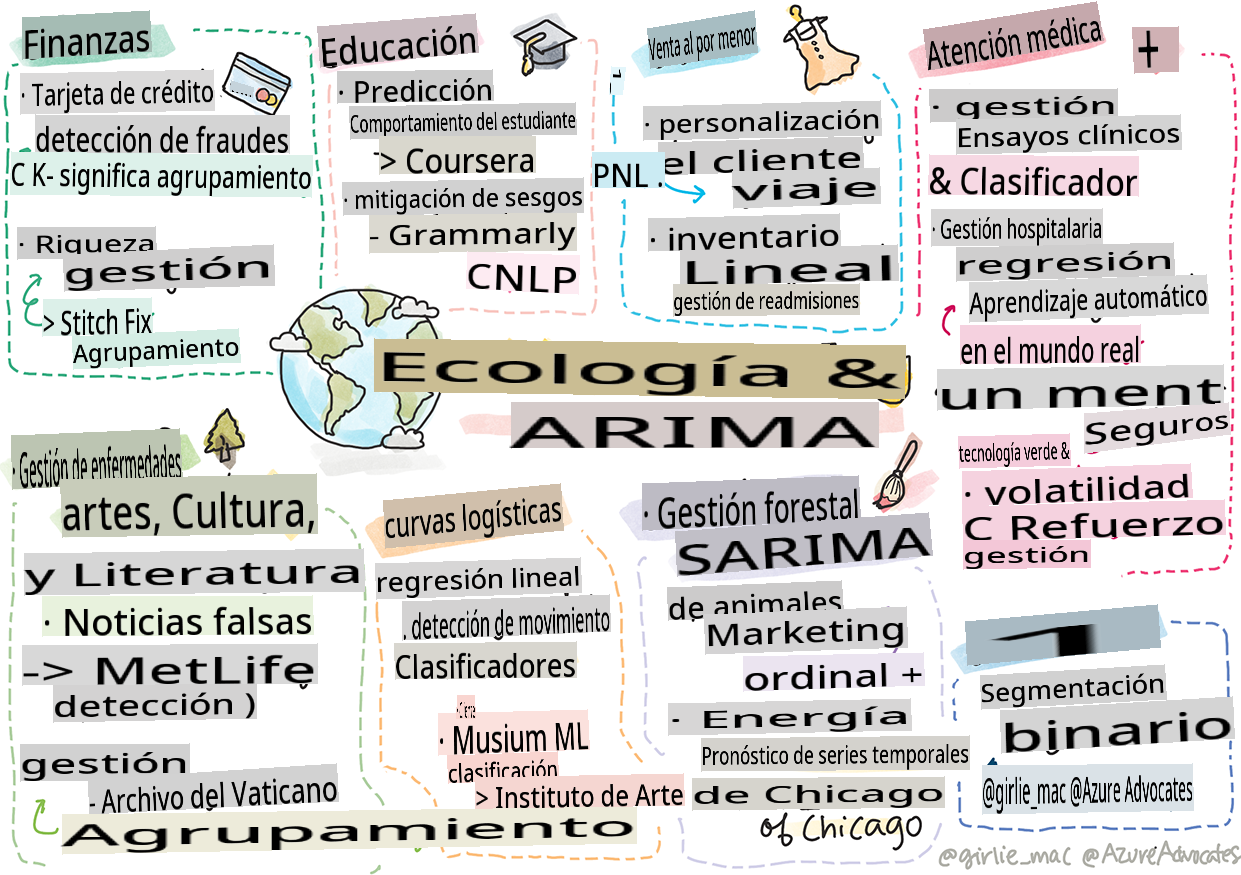 Finanzas
· Tarjeta de crédito
detección de fraudes
C K- significa agrupamiento
· Riqueza
gestión
> Stitch Fix
Agrupamiento
Educación
· Predicción
Comportamiento del estudiante
> Coursera
· mitigación de sesgos
- Grammarly
CNLP
Venta al por menor
· personalización
el cliente
PNL .
viaje
· inventario
Lineal
gestión de readmisiones
Atención médica
+
· gestión
Ensayos clínicos
& Clasificador
· Gestión hospitalaria
regresión
Aprendizaje automático
en el mundo real
· un ment
Seguros
tecnología verde &
· volatilidad
C Refuerzo
gestión
Ecología &
ARIMA
· Gestión de enfermedades
artes, Cultura,
y Literatura
· Noticias falsas
-> MetLife
detección )
gestión
- Archivo del Vaticano
Agrupamiento
curvas logísticas
regresión lineal
. detección de movimiento
Clasificadores
· Musium ML
clasificación
> Instituto de Arte
· Gestión forestal
SARIMA
de animales
Marketing
ordinal +
· Energía
Pronóstico de series temporales
de Chicago
of Chicago
1
Segmentación
binario
@girlie_mac @Azure Advocates
@girlie_mac @AzureAdvocates